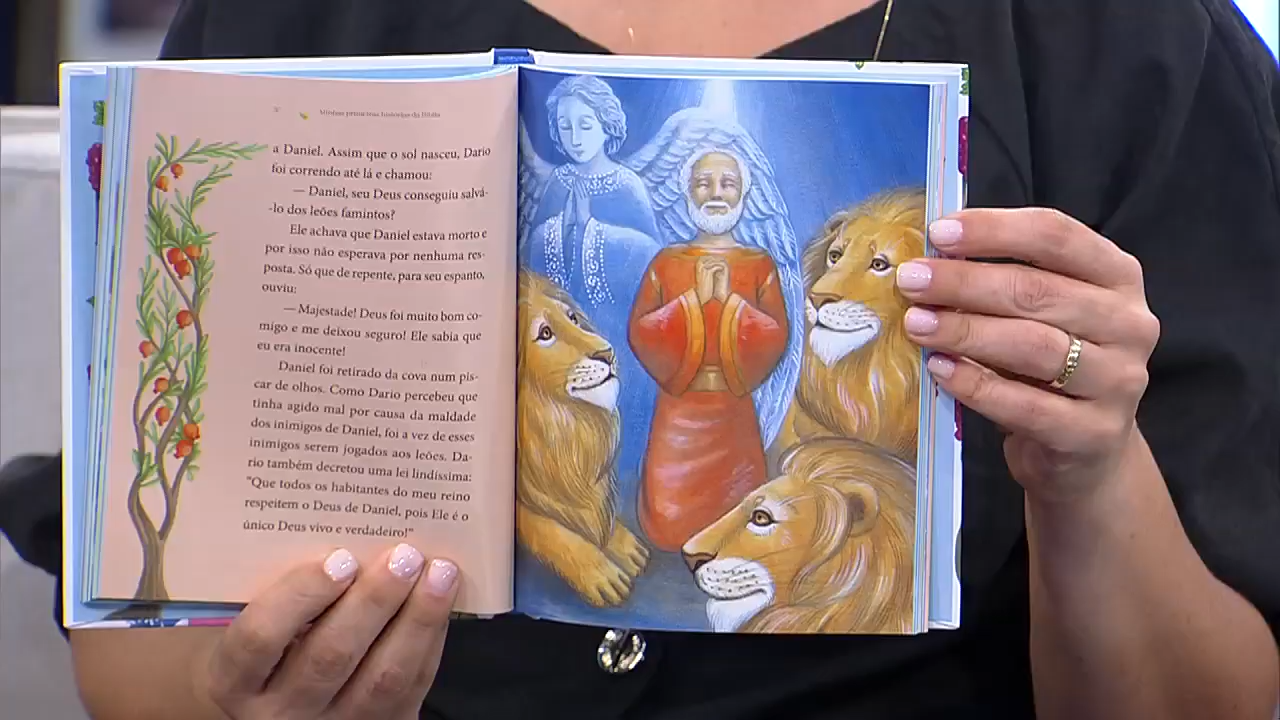 Minhas primeiras histórias da Bíblia
a Daniel. Assim que o sol nasceu, Dario
foi correndo até lá e chamou:
— Daniel, seu Deus conseguiu salvá-
-lo dos leões famintos?
Ele achava que Daniel estava morto e
por isso não esperava por nenhuma res-
posta. Só que de repente, para seu espanto,
ouviu:
— Majestade! Deus foi muito bom co-
migo e me deixou seguro! Ele sabia que
eu era inocente!
Daniel foi retirado da cova num pis-
car de olhos. Como Dario percebeu que
tinha agido mal por causa da maldade
dos inimigos de Daniel, foi a vez de esses
inimigos serem jogados aos leões. Da-
rio também decretou uma lei lindíssima:
"Que todos os habitantes do meu reino
respeitem o Deus de Daniel, pois Ele é o
único Deus vivo e verdadeiro!"